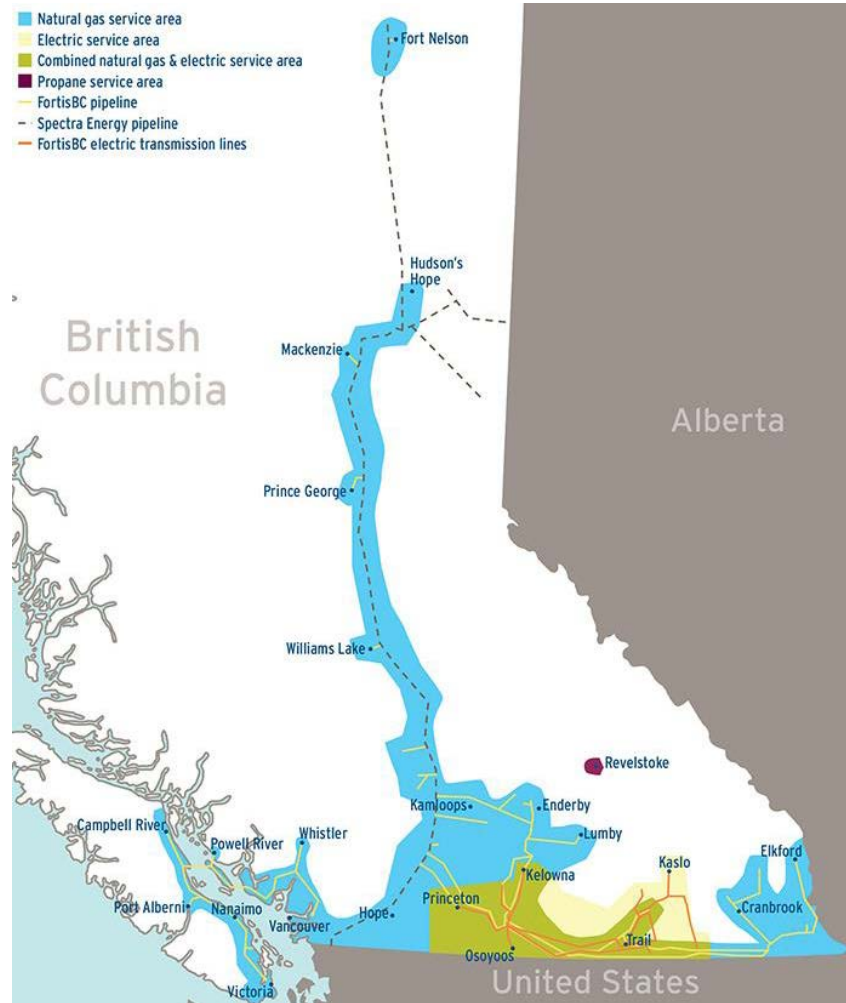 Natural gas service area
Electric service area
Combined natural gas & electric service area
Propane service area
FortisBC pipeline
Spectra Energy pipeline
FortisBC electric transmission lines
Fort Nelson
Hudson's
Hope
British
Columbia
Mackenzie
Alberta
Prince George
Williams Lake
Revelstoke
Kamloops
Enderby
Lumby
Campbell River
Powell River
Whistler
Kelowna
Kaslo
Elkford
Port Alberni
Nanaimo
Vancouver
Hope
Princeton
Osoyoos
Trail
Cranbrook
Victoria
United States